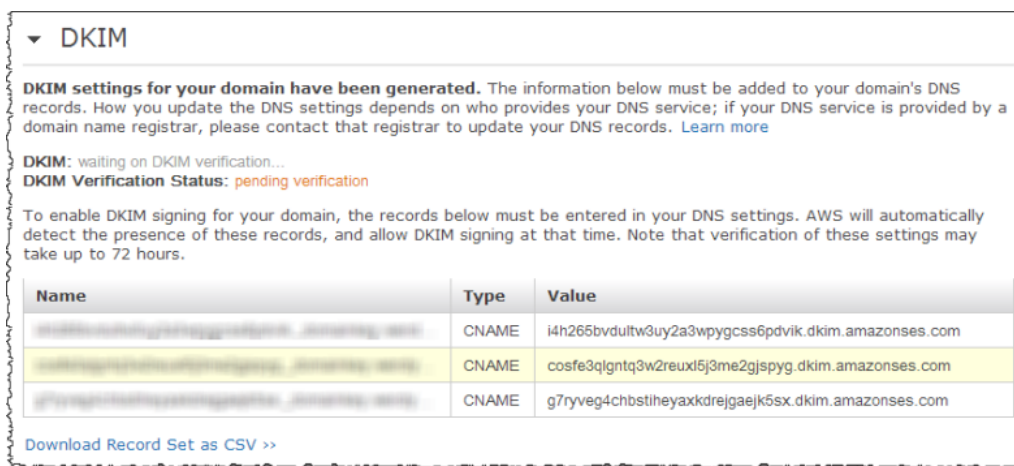 DKIM
DKIM settings for your domain have been generated. The information below must be added to your domain's DNS
records. How you update the DNS settings depends on who provides your DNS service; if your DNS service is provided by a
domain name registrar, please contact that registrar to update your DNS records. Learn more
DKIM: waiting on DKIM verification...
DKIM Verification Status: pending verification
To enable DKIM signing for your domain, the records below must be entered in your DNS settings. AWS will automatically
detect the presence of these records, and allow DKIM signing at that time. Note that verification of these settings may
take up to 72 hours.
Name Type Value
CNAME i4h265bvdultw3uy2a3wpygcss6pdvik.dkim.amazonses.com
CNAME cosfe3qlgntq3w2reuxl5j3me2gjspyg.dkim.amazonses.com
CNAME g7ryveg4chbstiheyaxkdrejgaejk5sx.dkim.amazonses.com
Download Record Set as CSV >>